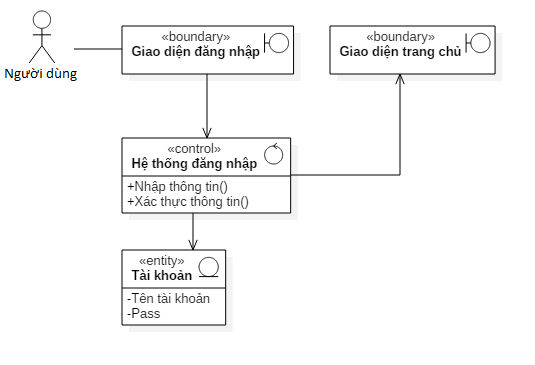 Người dùng
«boundary»
Giao diện đăng nhập
«boundary»
Giao diện trang chủ
«control»
Hệ thống đăng nhập
+Nhập thông tin()
+Xác thực thông tin()
«entity»
Tài khoản
-Tên tài khoản
-Pass